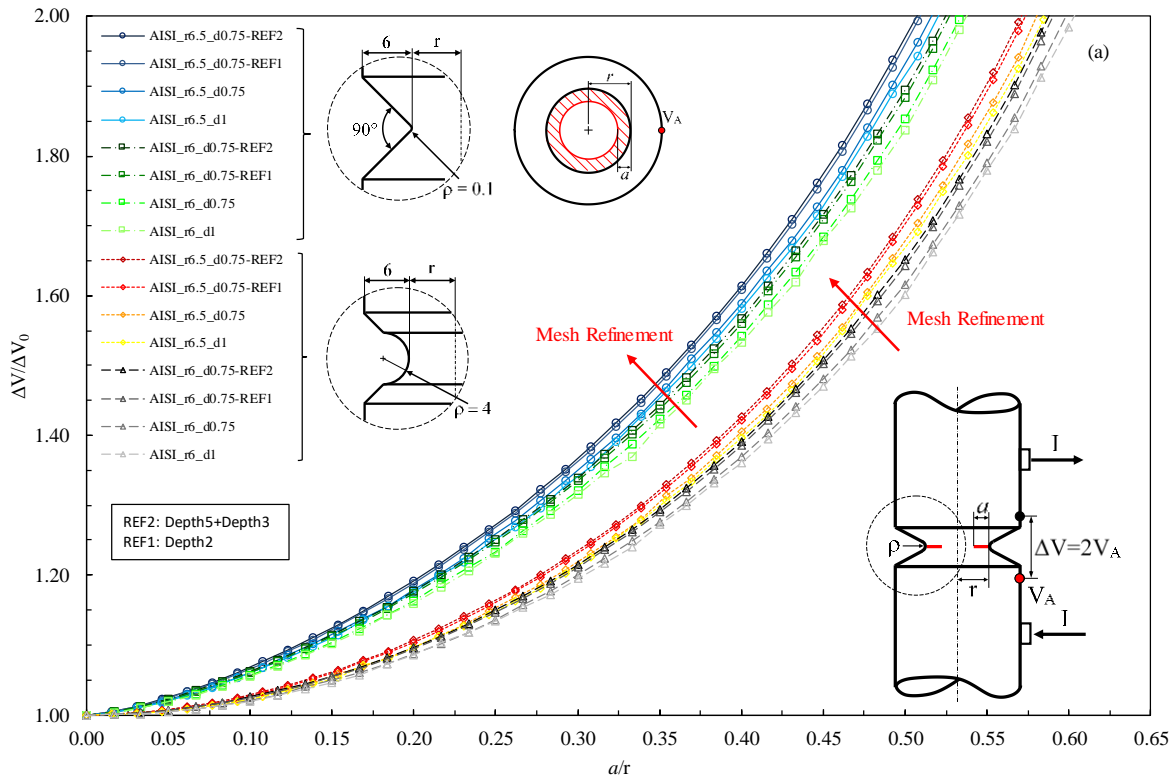 (a)
2.00
1.80
1.60
1.40
1.20
1.00
ΔV/ΔV₀
AISI_r6.5_d0.75-REF2
AISI_r6.5_d0.75-REF1
AISI_r6.5_d0.75
AISI_r6.5_d1
AISI_r6_d0.75-REF2
AISI_r6_d0.75-REF1
AISI_r6_d0.75
AISI_r6_d1
AISI_r6.5_d0.75-REF2
AISI_r6.5_d0.75-REF1
AISI_r6.5_d0.75
AISI_r6.5_d1
AISI_r6_d0.75-REF2
AISI_r6_d0.75-REF1
AISI_r6_d0.75
AISI_r6_d1
REF2: Depth5+Depth3
REF1: Depth2
6 r
90°
ρ = 0.1
r
V_A
a
6 r
ρ = 4
Mesh Refinement
Mesh Refinement
I
a
ρ
ΔV=2V_A
r
V_A
I
0.00 0.05 0.10 0.15 0.20 0.25 0.30 0.35 0.40 0.45 0.50 0.55 0.60 0.65
a/r